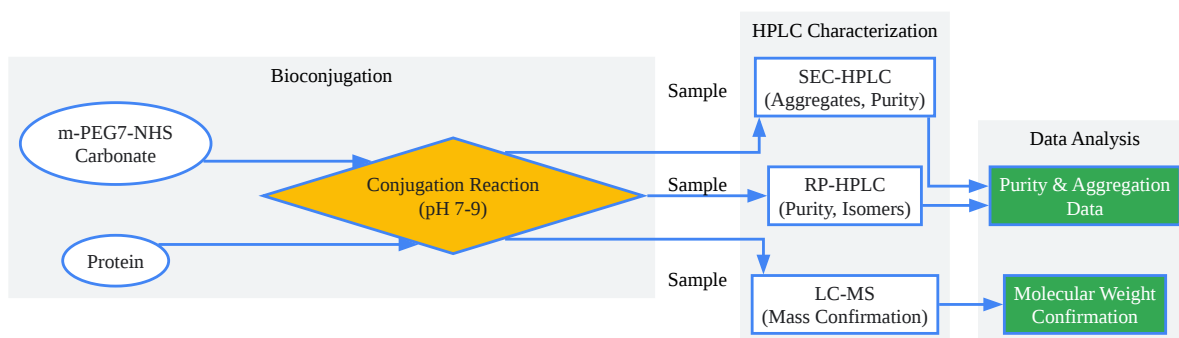 Bioconjugation
m-PEG7-NHS
Carbonate
Protein
Conjugation Reaction
(pH 7-9)
Sample
Sample
Sample
HPLC Characterization
SEC-HPLC
(Aggregates, Purity)
RP-HPLC
(Purity, Isomers)
LC-MS
(Mass Confirmation)
Data Analysis
Purity & Aggregation
Data
Molecular Weight
Confirmation